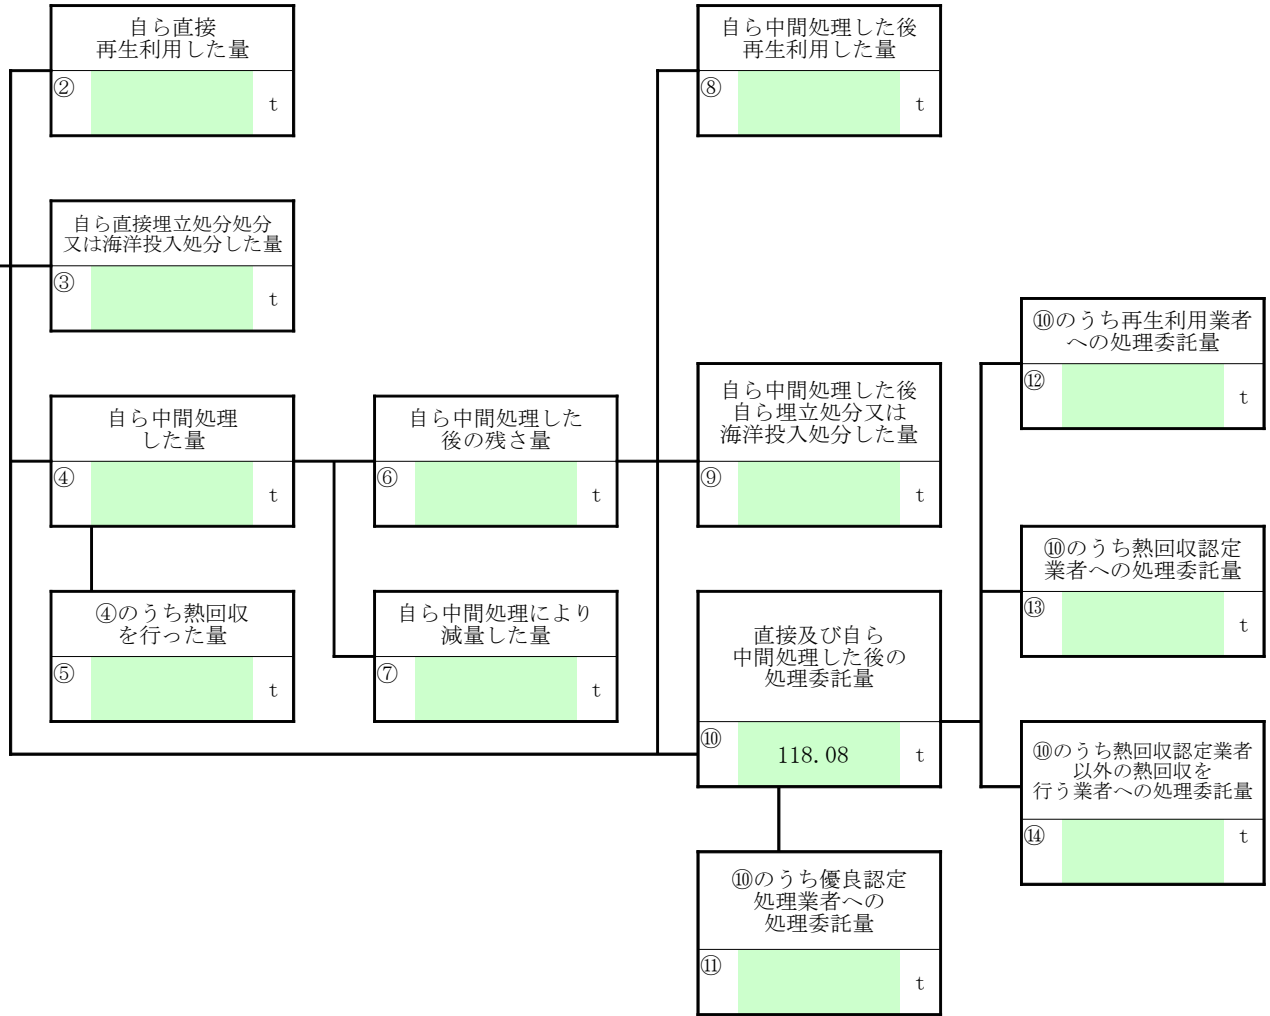 自ら直接
再生利用した量
②
t
自ら中間処理した後
再生利用した量
⑧
t
自ら直接埋立処分処分
又は海洋投入処分した量
③
t
⑩のうち再生利用業者
への処理委託量
⑫
t
自ら中間処理
した量
④
t
自ら中間処理した
後の残さ量
⑥
t
自ら中間処理した後
自ら埋立処分又は
海洋投入処分した量
⑨
t
⑩のうち熱回収認定
業者への処理委託量
⑬
t
④のうち熱回収
を行った量
⑤
t
自ら中間処理により
減量した量
⑦
t
直接及び自ら
中間処理した後の
処理委託量
⑩
118.08
t
⑩のうち熱回収認定業者
以外の熱回収を
行う業者への処理委託量
⑭
t
⑩のうち優良認定
処理業者への
処理委託量
⑪
t